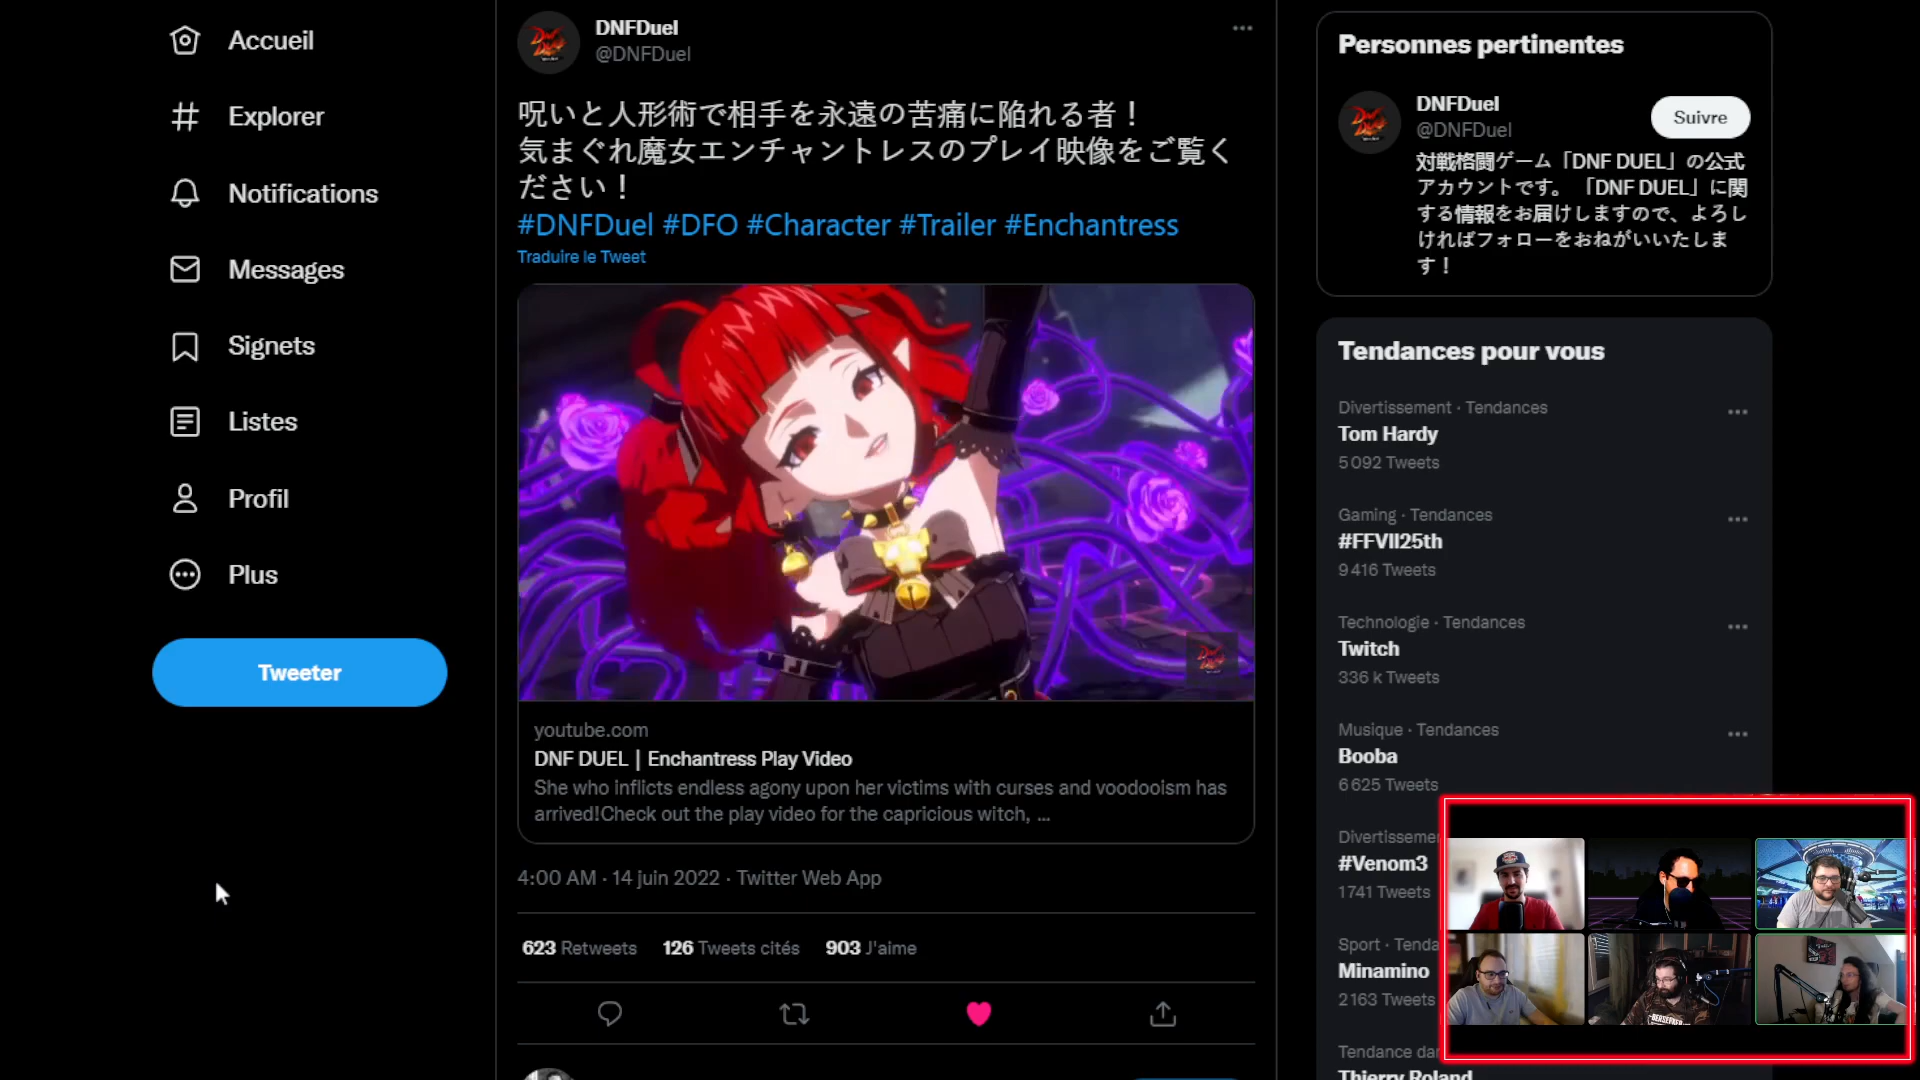 Accueil
Explorer
Notifications
Messages
Signets
Listes
Profil
Plus
Tweeter
DNFDuel
@DNFDuel
呪いと人形術で相手を永遠の苦痛に陥れる者！
気まぐれ魔女エンチャントレスのプレイ映像をご覧く
ださい！
#DNFDuel #DFO #Character #Trailer #Enchantress
Traduire le Tweet
youtube.com
DNF DUEL | Enchantress Play Video
She who inflicts endless agony upon her victims with curses and voodooism has
arrived!Check out the play video for the capricious witch, ...
4:00 AM · 14 juin 2022 · Twitter Web App
623 Retweets 126 Tweets cités 903 J'aime
Personnes pertinentes
DNFDuel
@DNFDuel
Suivre
対戦格闘ゲーム「DNF DUEL」の公式
アカウントです。「DNF DUEL」に関
する情報をお届けしますので、よろし
ければフォローをおねがいいたしま
す！
Tendances pour vous
Divertissement · Tendances
Tom Hardy
5 092 Tweets
Gaming · Tendances
#FFVII25th
9 416 Tweets
Technologie · Tendances
Twitch
336 k Tweets
Musique · Tendances
Booba
6 625 Tweets
Divertisseme
#Venom3
1741 Tweets
Sport · Tenda
Minamino
2 163 Tweets
Tendance da
Thierry Roland